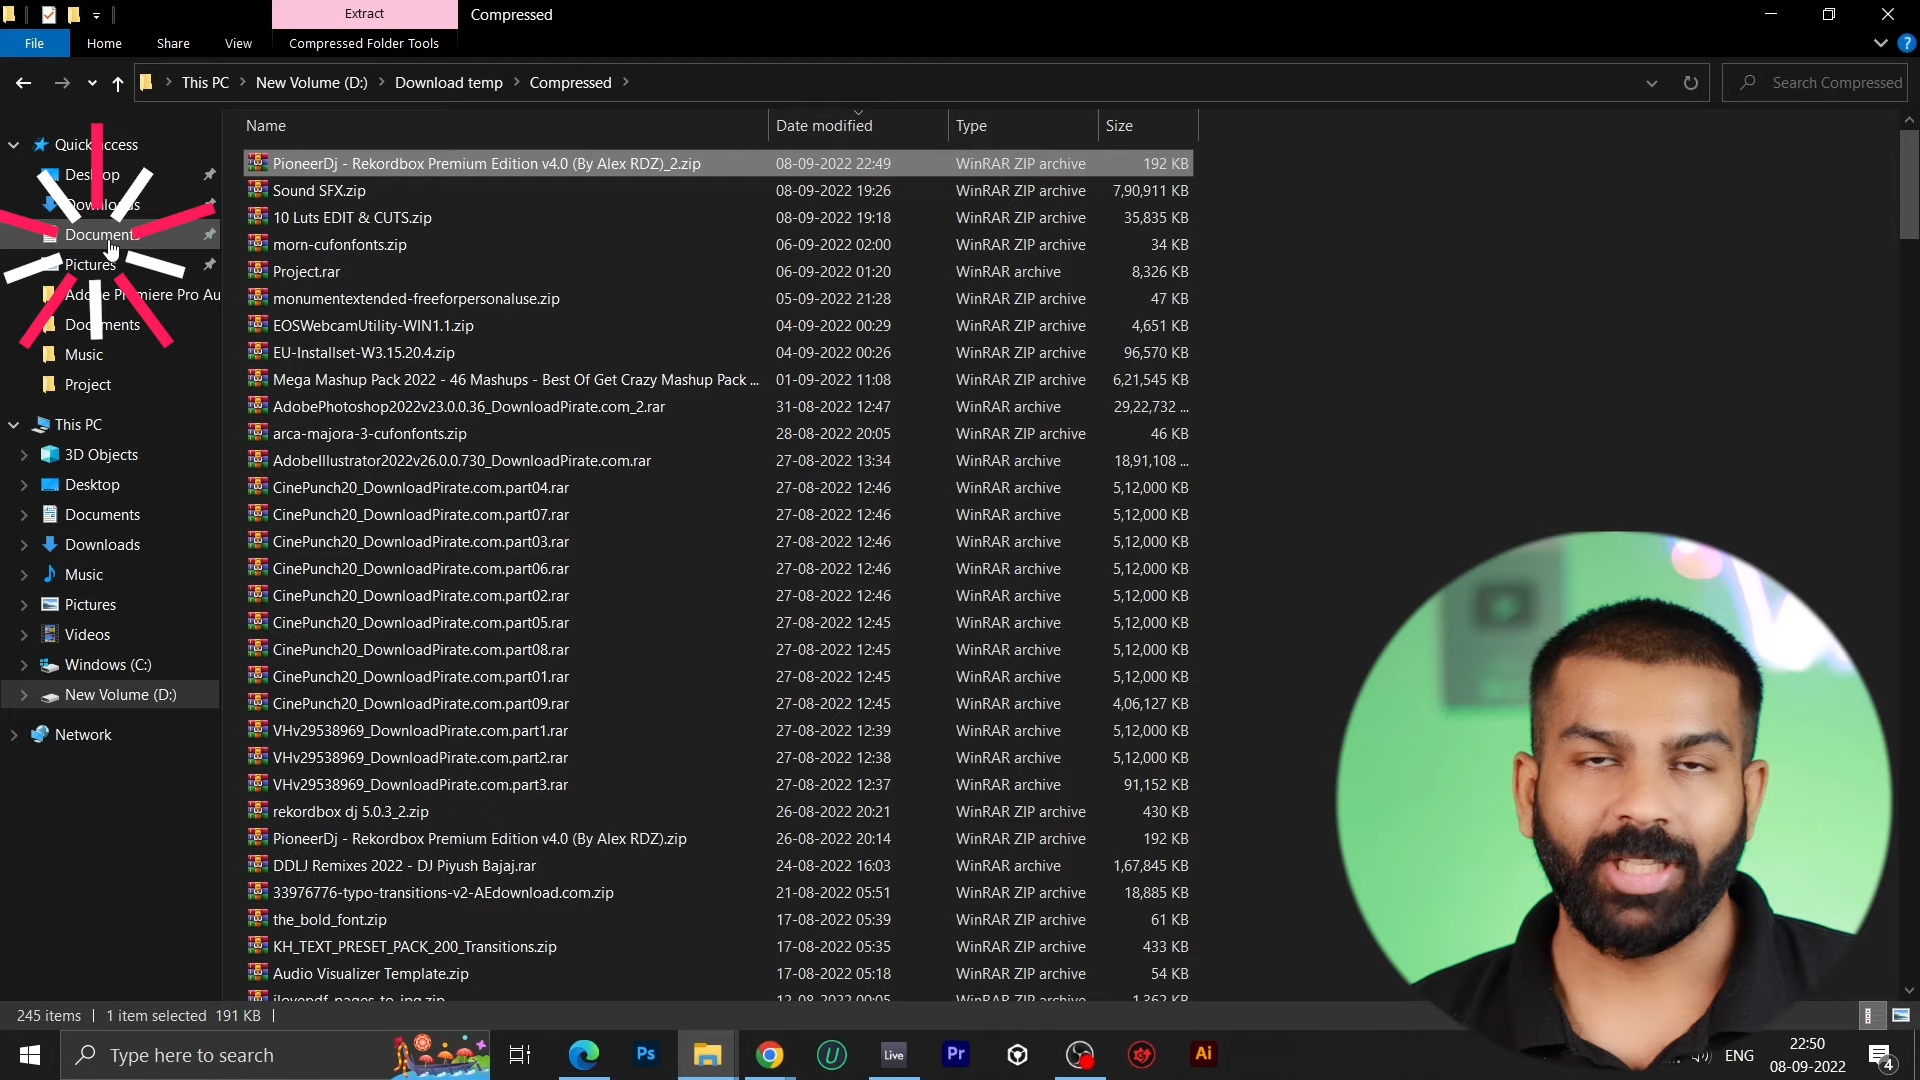 Extract
Compressed
File
Home
Share
View
Compressed Folder Tools
This PC
New Volume (D:)
Download temp
Compressed
Search Compressed
Name
Date modified
Type
Size
Quick access
Desktop
Downloads
Documents
Pictures
Adobe Premiere Pro Au
Documents
Music
Project
This PC
3D Objects
Desktop
Documents
Downloads
Music
Pictures
Videos
Windows (C:)
New Volume (D:)
Network
PioneerDj - Rekordbox Premium Edition v4.0 (By Alex RDZ)_2.zip 08-09-2022 22:49 WinRAR ZIP archive 192 KB
Sound SFX.zip 08-09-2022 19:26 WinRAR ZIP archive 7,90,911 KB
10 Luts EDIT & CUTS.zip 08-09-2022 19:18 WinRAR ZIP archive 35,835 KB
morn-cufonfonts.zip 06-09-2022 02:00 WinRAR ZIP archive 34 KB
Project.rar 06-09-2022 01:20 WinRAR archive 8,326 KB
monumentextended-freeforpersonaluse.zip 05-09-2022 21:28 WinRAR ZIP archive 47 KB
EOSWebcamUtility-WIN1.1.zip 04-09-2022 00:29 WinRAR ZIP archive 4,651 KB
EU-Installset-W3.15.20.4.zip 04-09-2022 00:26 WinRAR ZIP archive 96,570 KB
Mega Mashup Pack 2022 - 46 Mashups - Best Of Get Crazy Mashup Pack ... 01-09-2022 11:08 WinRAR ZIP archive 6,21,545 KB
AdobePhotoshop2022v23.0.0.36_DownloadPirate.com_2.rar 31-08-2022 12:47 WinRAR archive 29,22,732 ...
arca-majora-3-cufonfonts.zip 28-08-2022 20:05 WinRAR ZIP archive 46 KB
AdobeIllustrator2022v26.0.0.730_DownloadPirate.com.rar 27-08-2022 13:34 WinRAR archive 18,91,108 ...
CinePunch20_DownloadPirate.com.part04.rar 27-08-2022 12:46 WinRAR archive 5,12,000 KB
CinePunch20_DownloadPirate.com.part07.rar 27-08-2022 12:46 WinRAR archive 5,12,000 KB
CinePunch20_DownloadPirate.com.part03.rar 27-08-2022 12:46 WinRAR archive 5,12,000 KB
CinePunch20_DownloadPirate.com.part06.rar 27-08-2022 12:46 WinRAR archive 5,12,000 KB
CinePunch20_DownloadPirate.com.part02.rar 27-08-2022 12:46 WinRAR archive 5,12,000 KB
CinePunch20_DownloadPirate.com.part05.rar 27-08-2022 12:45 WinRAR archive 5,12,000 KB
CinePunch20_DownloadPirate.com.part08.rar 27-08-2022 12:45 WinRAR archive 5,12,000 KB
CinePunch20_DownloadPirate.com.part01.rar 27-08-2022 12:45 WinRAR archive 5,12,000 KB
CinePunch20_DownloadPirate.com.part09.rar 27-08-2022 12:45 WinRAR archive 4,06,127 KB
VHv29538969_DownloadPirate.com.part1.rar 27-08-2022 12:39 WinRAR archive 5,12,000 KB
VHv29538969_DownloadPirate.com.part2.rar 27-08-2022 12:38 WinRAR archive 5,12,000 KB
VHv29538969_DownloadPirate.com.part3.rar 27-08-2022 12:37 WinRAR archive 91,152 KB
rekordbox dj 5.0.3_2.zip 26-08-2022 20:21 WinRAR ZIP archive 430 KB
PioneerDj - Rekordbox Premium Edition v4.0 (By Alex RDZ).zip 26-08-2022 20:14 WinRAR ZIP archive 192 KB
DDLJ Remixes 2022 - DJ Piyush Bajaj.rar 24-08-2022 16:03 WinRAR archive 1,67,845 KB
33976776-typo-transitions-v2-AEdownload.com.zip 21-08-2022 05:51 WinRAR ZIP archive 18,885 KB
the_bold_font.zip 17-08-2022 05:39 WinRAR ZIP archive 61 KB
KH_TEXT_PRESET_PACK_200_Transitions.zip 17-08-2022 05:35 WinRAR ZIP archive 433 KB
Audio Visualizer Template.zip 17-08-2022 05:18 WinRAR ZIP archive 54 KB
ilovepdf_pages-to-jpg.zip 12-08-2022 00:05 WinRAR ZIP archive 1,362 KB
245 items
1 item selected 191 KB
Type here to search
Ps
Live
Pr
Ai
ENG
22:50
08-09-2022
4